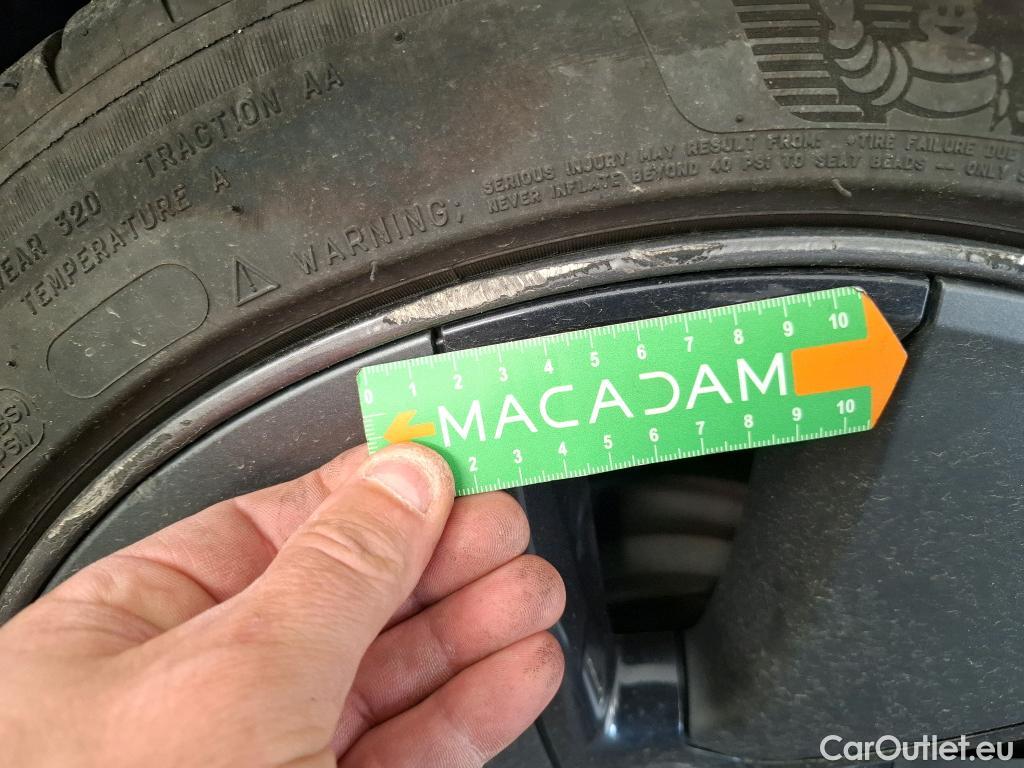 TRACTION AA
EAR 320
TEMPERATURE A
WARNING:
SERIOUS INJURY MAY RESULT FROM: •TIRE FAILURE DUE
NEVER INFLATE BEYOND 40 PSI TO SEAT BEADS — ONLY S
0 1 2 3 4 5 6 7 8 9 10
MACADAM
2 3 4 5 6 7 8 9 10
CarOutlet.eu